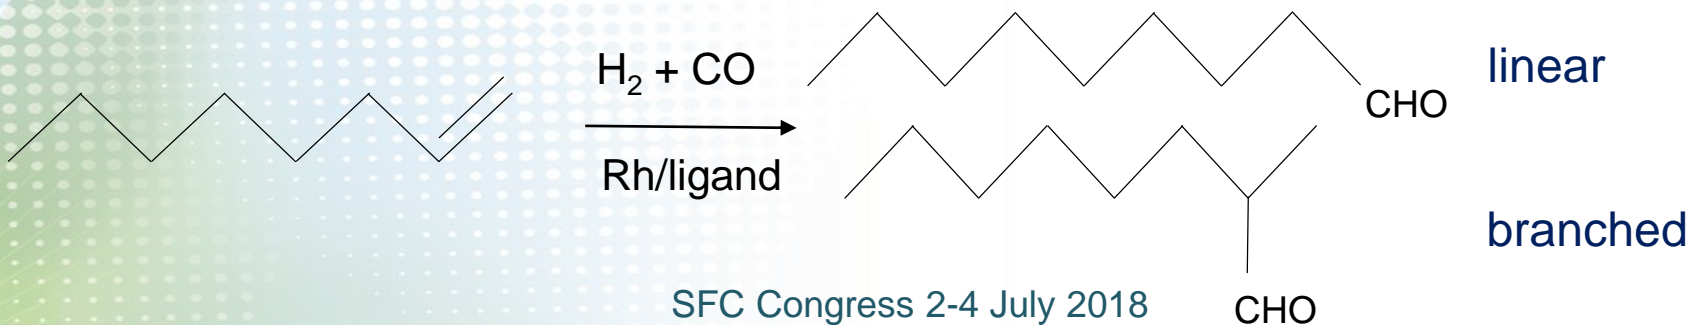 H₂ + CO
Rh/ligand
linear
CHO
branched
CHO
SFC Congress 2-4 July 2018